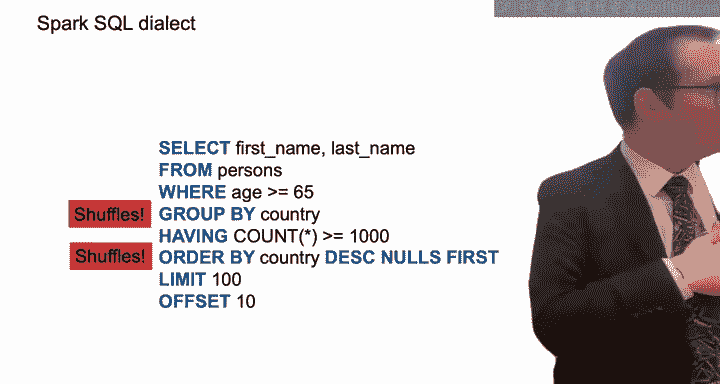 Spark SQL dialect
SELECT first_name, last_name
FROM persons
WHERE age >= 65
Shuffles! GROUP BY country
HAVING COUNT(*) >= 1000
Shuffles! ORDER BY country DESC NULLS FIRST
LIMIT 100
OFFSET 10